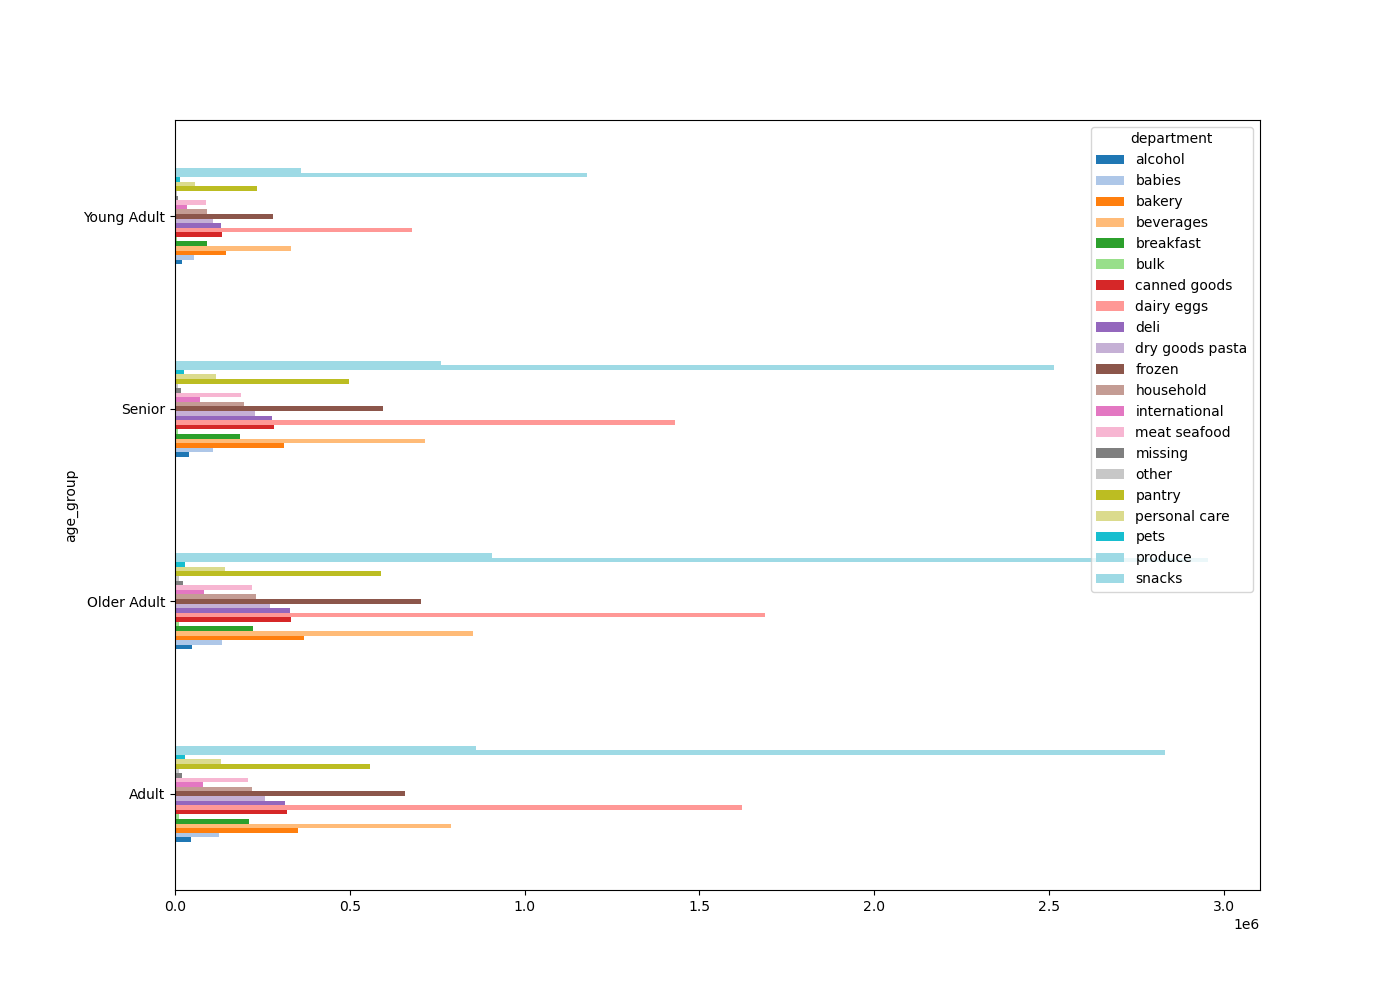 department
alcohol
babies
bakery
beverages
breakfast
bulk
canned goods
dairy eggs
deli
dry goods pasta
frozen
household
international
meat seafood
missing
other
pantry
personal care
pets
produce
snacks
Young Adult
Senior
Older Adult
Adult
age_group
0.0 0.5 1.0 1.5 2.0 2.5 3.0
1e6